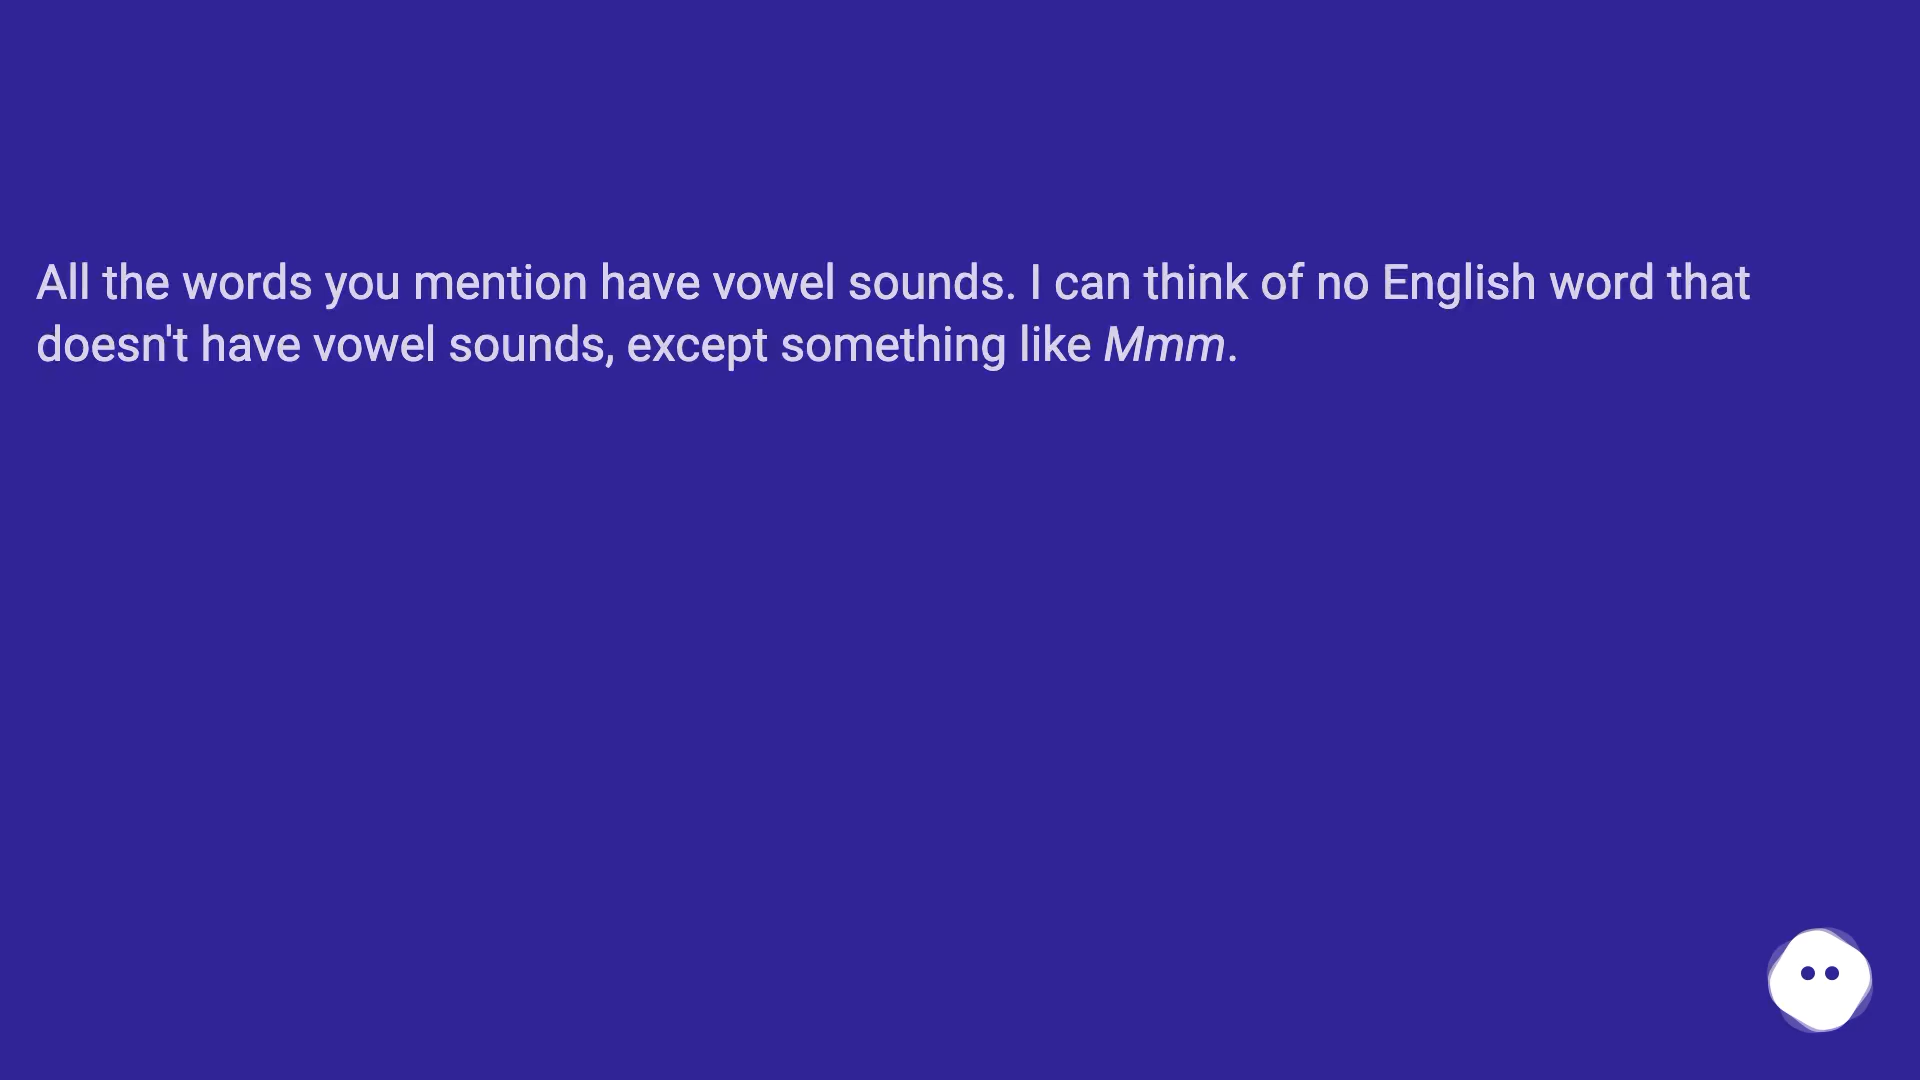 All the words you mention have vowel sounds. I can think of no English word that
doesn't have vowel sounds, except something like Mmm.